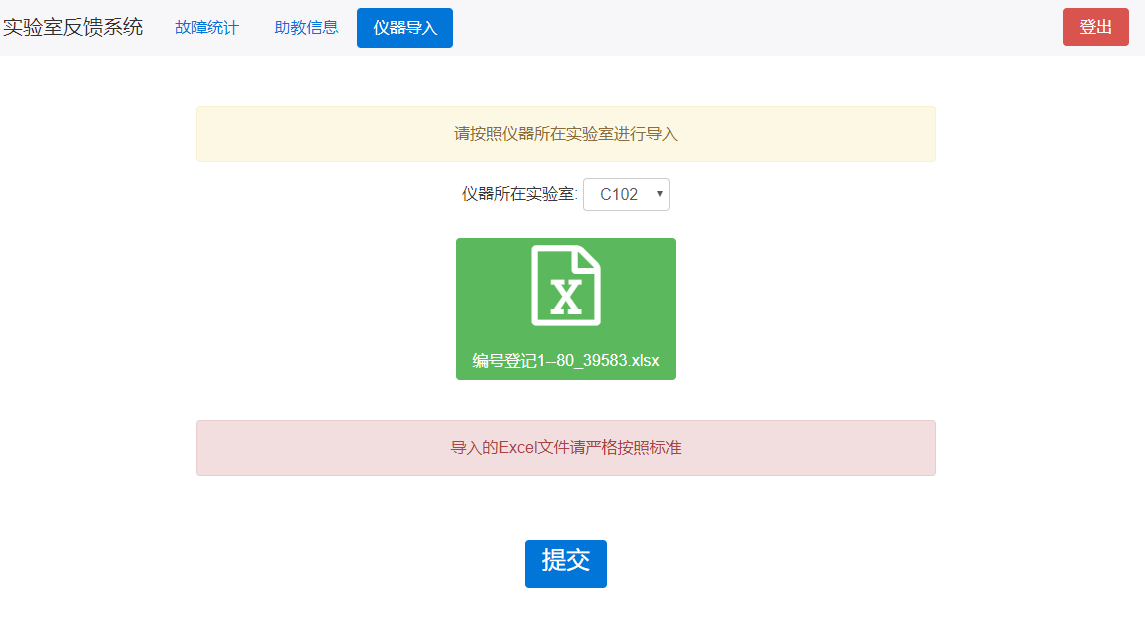 实验室反馈系统 故障统计 助教信息 仪器导入 登出
请按照仪器所在实验室进行导入
仪器所在实验室: C102
X
编号登记1--80_39583.xlsx
导入的Excel文件请严格按照标准
提交